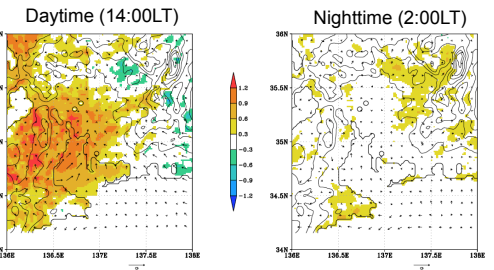 Daytime (14:00LT)
Nighttime (2:00LT)
36N
35.5N
35N
34.5N
34N
1.2
0.9
0.6
0.3
−0.3
−0.6
−0.9
−1.2
136E 136.5E 137E 137.5E 138E
136E 136.5E 137E 137.5E 138E